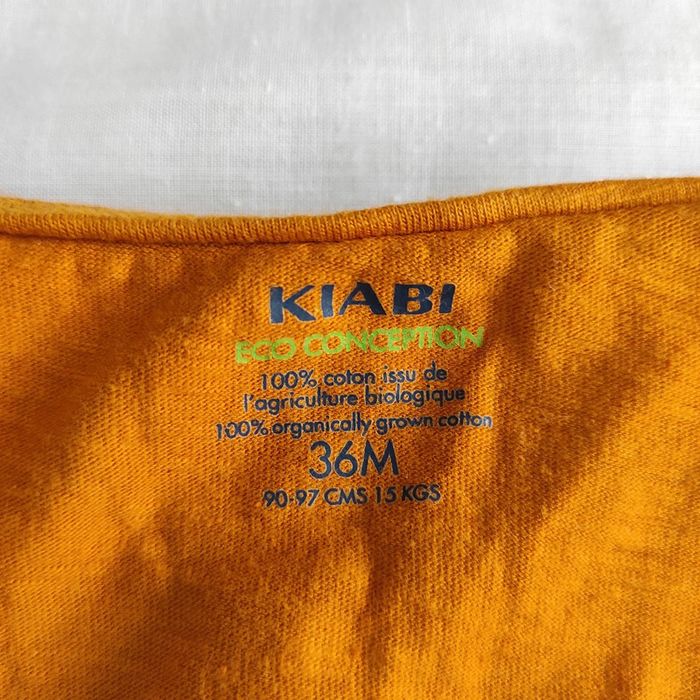 KIABI
ECO CONCEPTION
100% coton issu de
l'agriculture biologique
100% organically grown cotton
36M
90-97 CMS 15 KGS